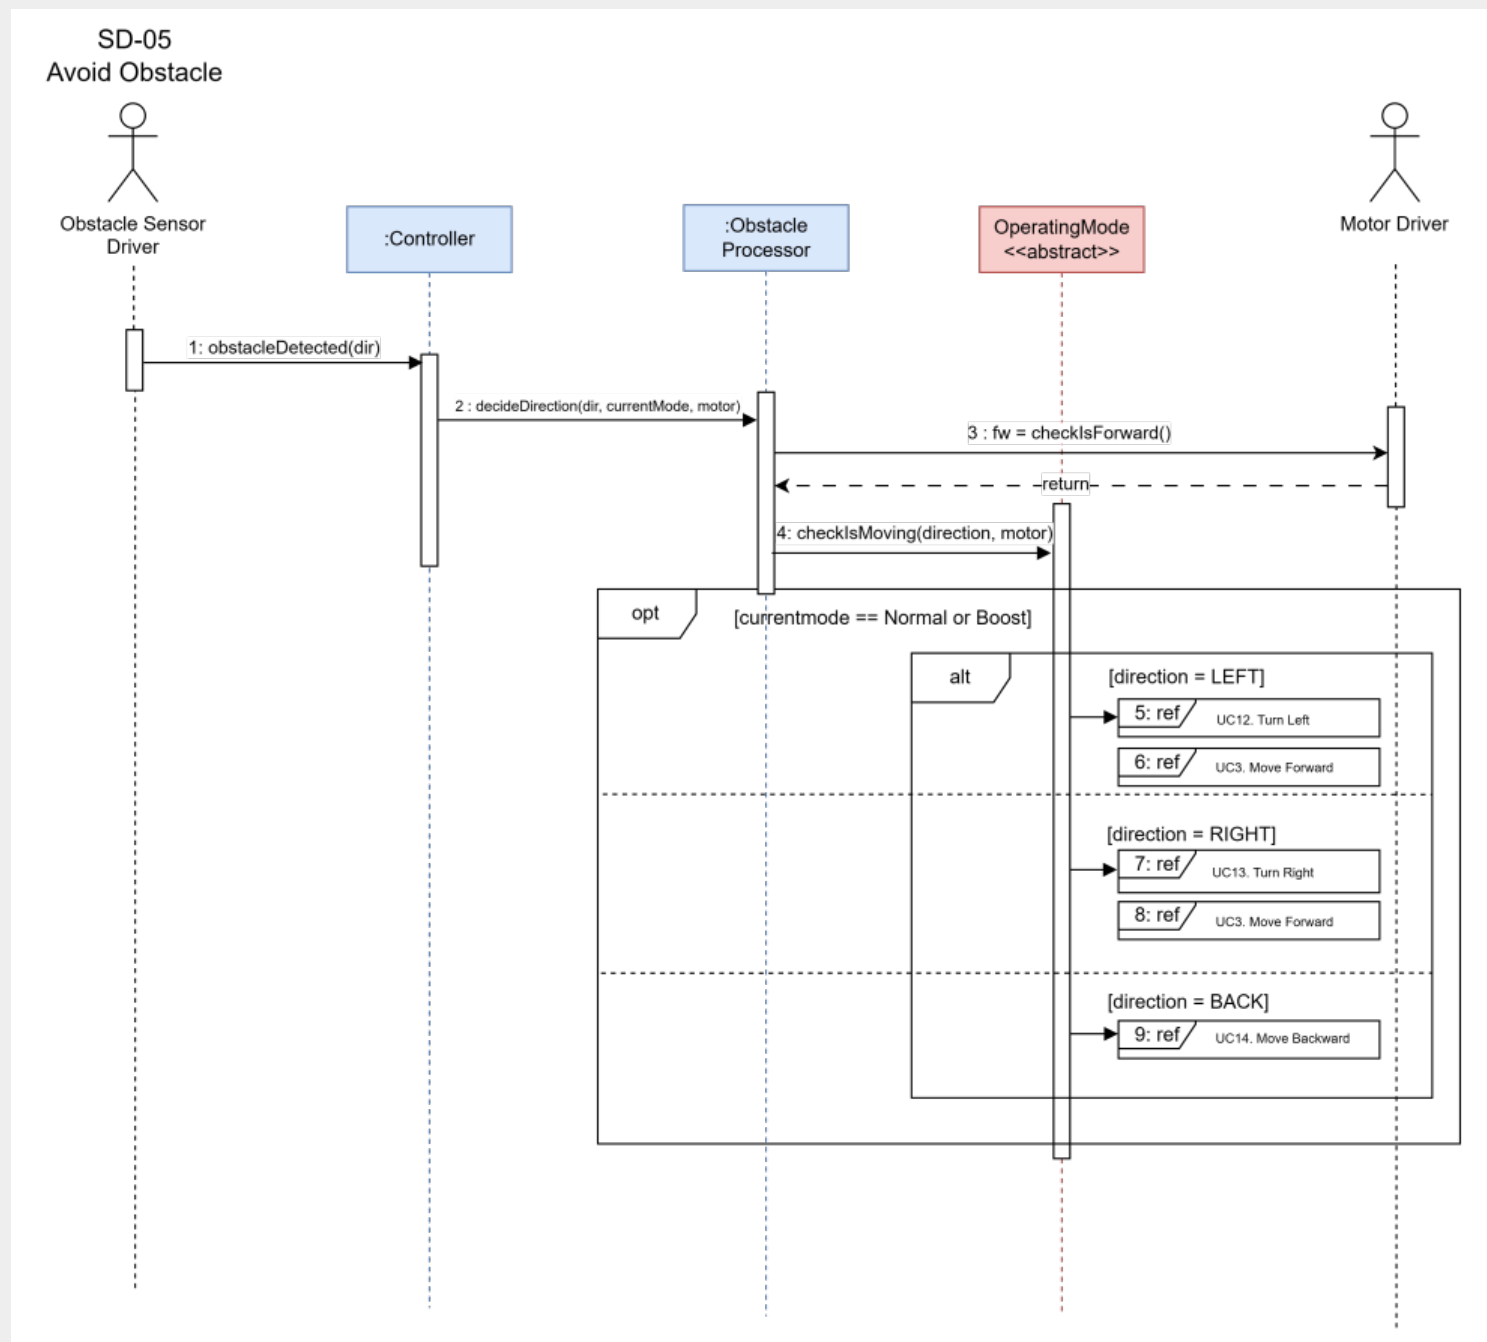 SD-05
Avoid Obstacle
Obstacle Sensor
Driver
:Controller
:Obstacle
Processor
OperatingMode
<<abstract>>
Motor Driver
1: obstacleDetected(dir)
2 : decideDirection(dir, currentMode, motor)
3 : fw = checkIsForward()
return
4: checkIsMoving(direction, motor)
opt
[currentmode == Normal or Boost]
alt
[direction = LEFT]
5: ref
UC12. Turn Left
6: ref
UC3. Move Forward
[direction = RIGHT]
7: ref
UC13. Turn Right
8: ref
UC3. Move Forward
[direction = BACK]
9: ref
UC14. Move Backward